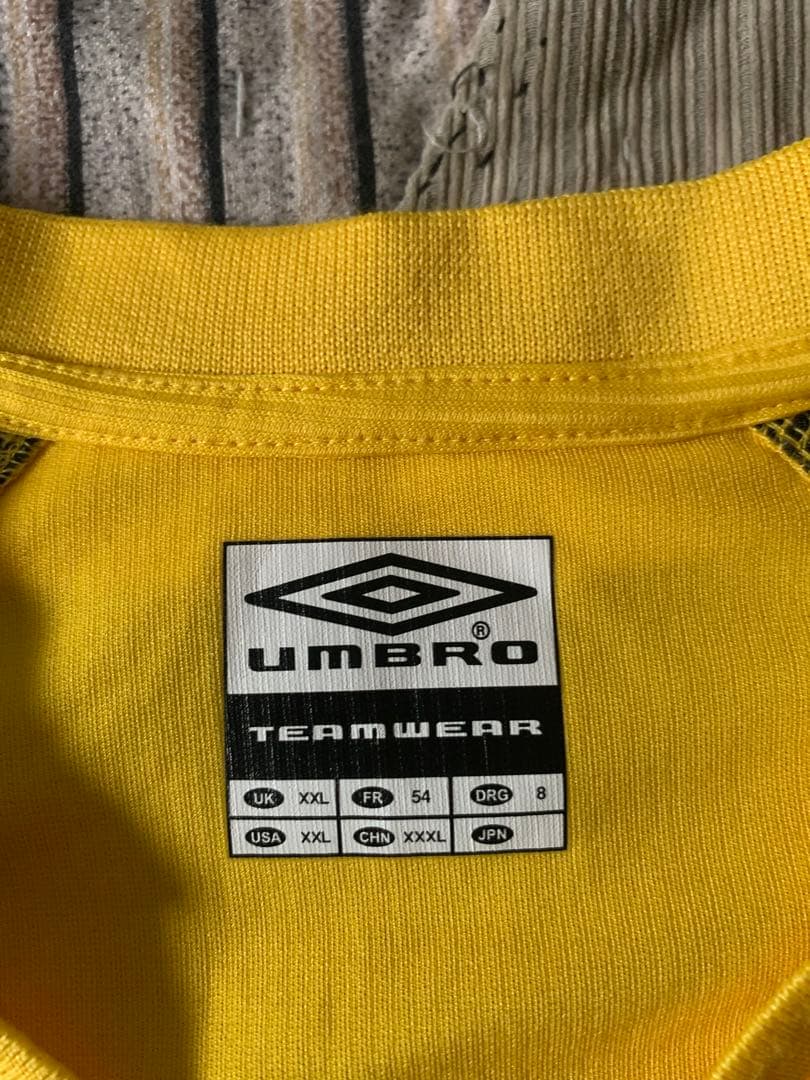 ®
UMBRO
TEAMWEAR
UK XXL FR 54 DRG 8
USA XXL CHN XXXL JPN